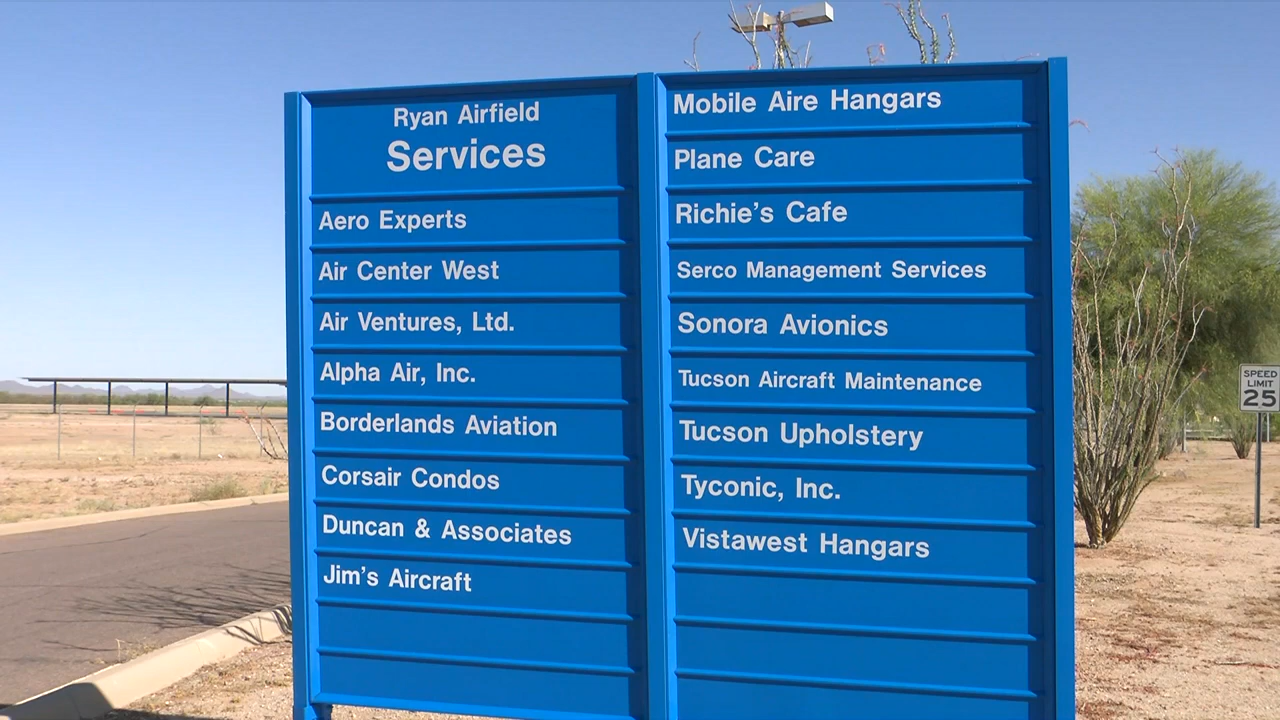 Ryan Airfield
Services
Aero Experts
Air Center West
Air Ventures, Ltd.
Alpha Air, Inc.
Borderlands Aviation
Corsair Condos
Duncan & Associates
Jim's Aircraft
Mobile Aire Hangars
Plane Care
Richie's Cafe
Serco Management Services
Sonora Avionics
Tucson Aircraft Maintenance
Tucson Upholstery
Tyconic, Inc.
Vistawest Hangars
SPEED
LIMIT
25